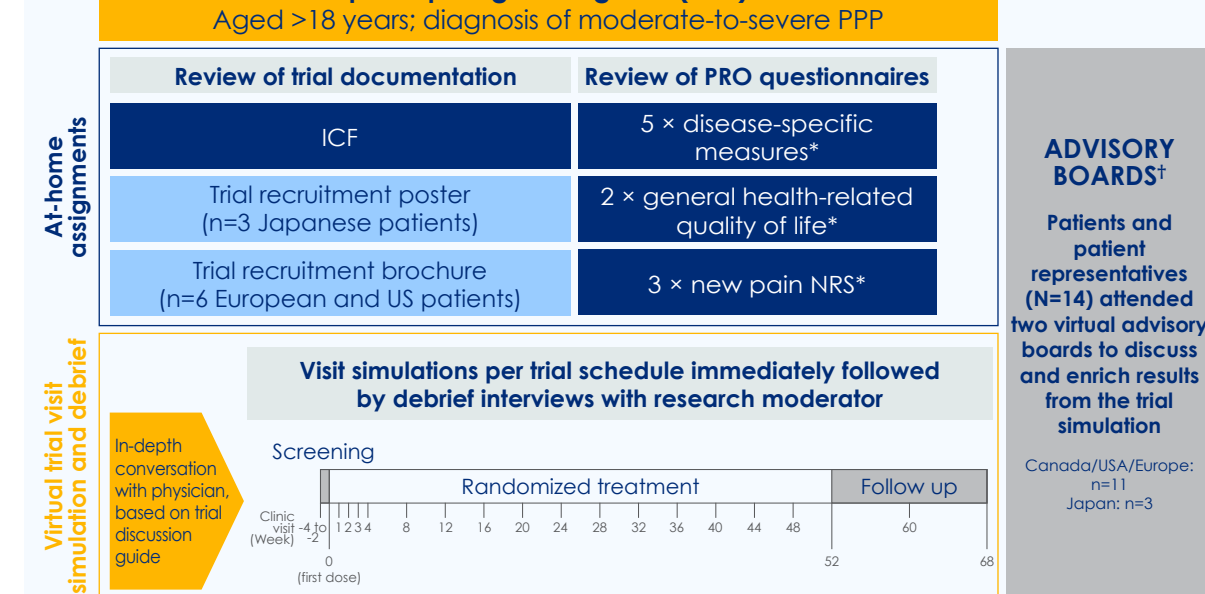 Aged >18 years; diagnosis of moderate-to-severe PPP
At-home
assignments
Review of trial documentation
Review of PRO questionnaires
ICF
5 × disease-specific
measures*
Trial recruitment poster
(n=3 Japanese patients)
2 × general health-related
quality of life*
Trial recruitment brochure
(n=6 European and US patients)
3 × new pain NRS*
ADVISORY
BOARDS†
Patients and
patient
representatives
(N=14) attended
two virtual advisory
boards to discuss
and enrich results
from the trial
simulation
Canada/USA/Europe:
n=11
Japan: n=3
Virtual trial visit
simulation and debrief
Visit simulations per trial schedule immediately followed
by debrief interviews with research moderator
In-depth
conversation
with physician,
based on trial
discussion
guide
Screening
Randomized treatment
Follow up
Clinic
visit
(Week)
-4 to
-2
1 2 3 4 8 12 16 20 24 28 32 36 40 44 48 60
0 52 68
(first dose)